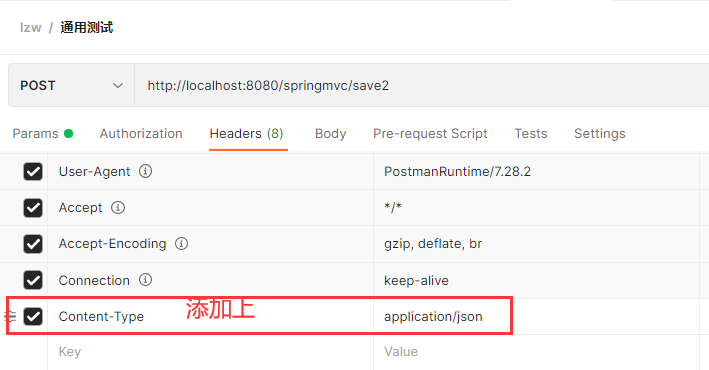 lzw / 通用测试
POST http://localhost:8080/springmvc/save2
Params Authorization Headers (8) Body Pre-request Script Tests Settings
User-Agent PostmanRuntime/7.28.2
Accept */*
Accept-Encoding gzip, deflate, br
Connection keep-alive
添加上
Content-Type application/json
Key Value